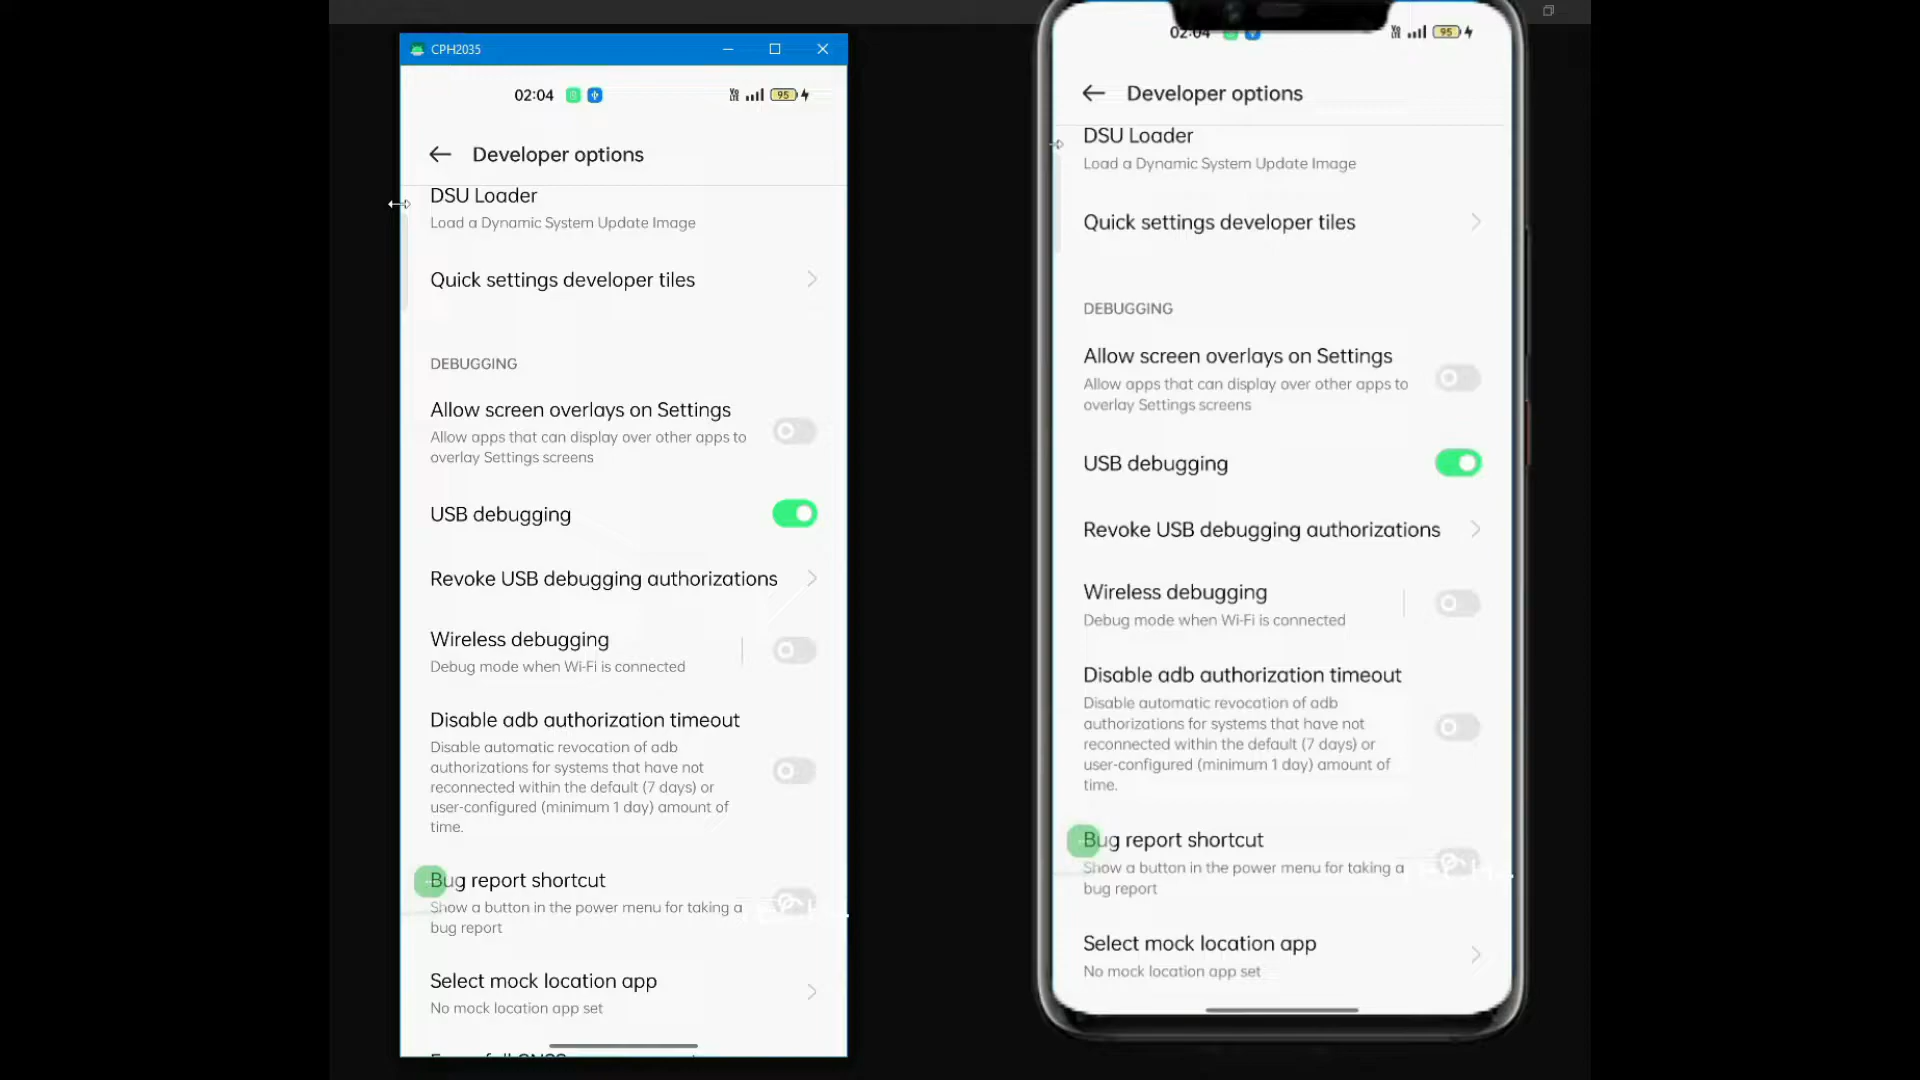 CPH2035
02:04
95
Developer options
DSU Loader
Load a Dynamic System Update Image
Quick settings developer tiles
DEBUGGING
Allow screen overlays on Settings
Allow apps that can display over other apps to
overlay Settings screens
USB debugging
Revoke USB debugging authorizations
Wireless debugging
Debug mode when Wi-Fi is connected
Disable adb authorization timeout
Disable automatic revocation of adb
authorizations for systems that have not
reconnected within the default (7 days) or
user-configured (minimum 1 day) amount of
time.
Bug report shortcut
Show a button in the power menu for taking a
bug report
Select mock location app
No mock location app set
02:04
95
Developer options
DSU Loader
Load a Dynamic System Update Image
Quick settings developer tiles
DEBUGGING
Allow screen overlays on Settings
Allow apps that can display over other apps to
overlay Settings screens
USB debugging
Revoke USB debugging authorizations
Wireless debugging
Debug mode when Wi-Fi is connected
Disable adb authorization timeout
Disable automatic revocation of adb
authorizations for systems that have not
reconnected within the default (7 days) or
user-configured (minimum 1 day) amount of
time.
Bug report shortcut
Show a button in the power menu for taking a
bug report
Select mock location app
No mock location app set